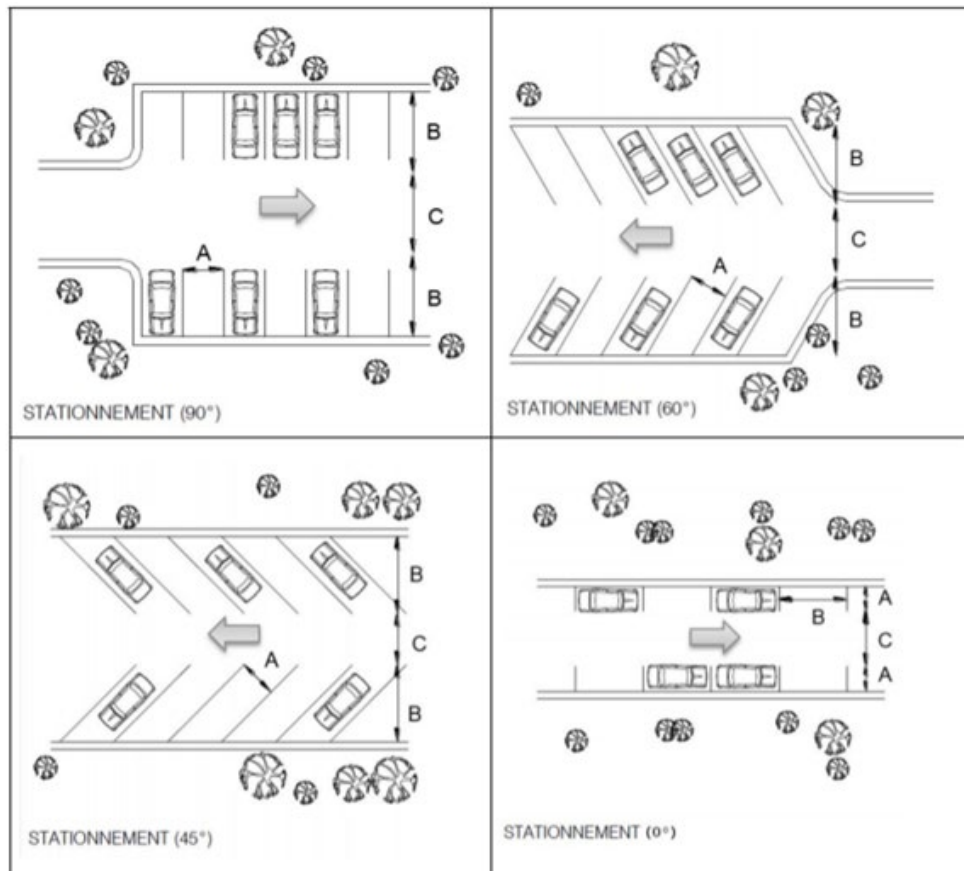 B
C
A
B
STATIONNEMENT (90°)
B
C
A
B
STATIONNEMENT (60°)
B
C
A
B
STATIONNEMENT (45°)
A
B
C
A
STATIONNEMENT (0°)